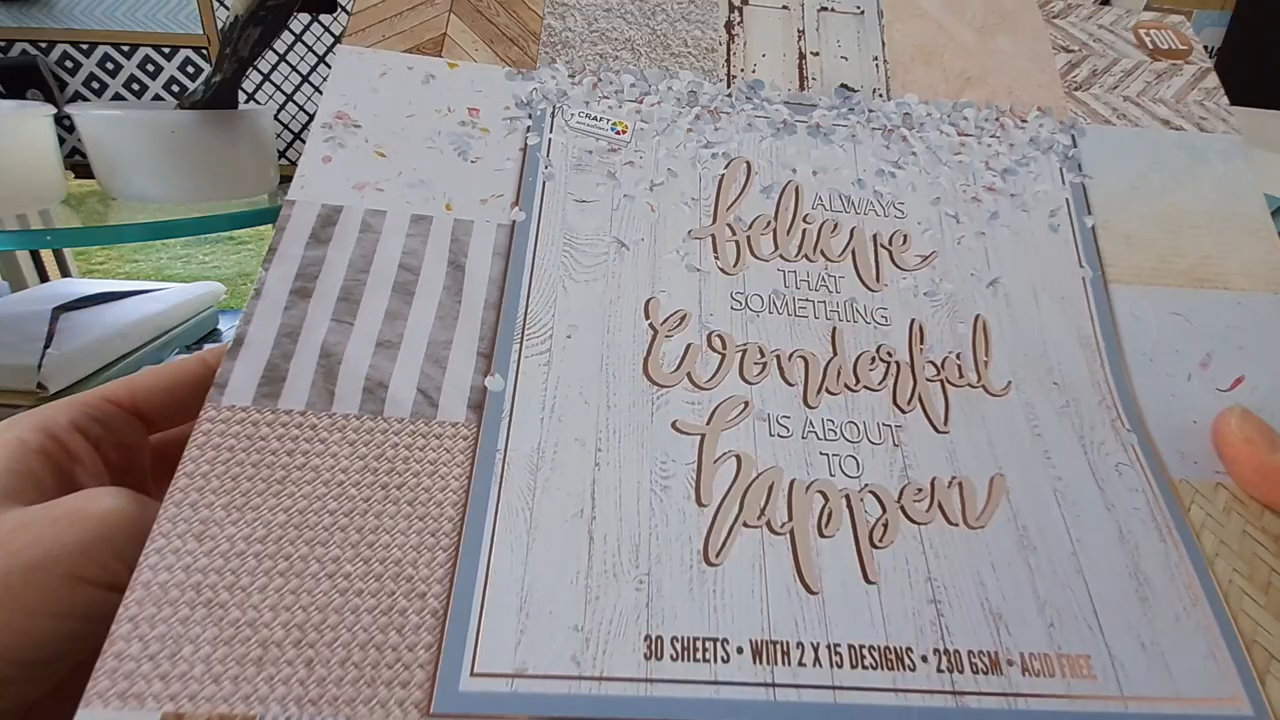 FOIL
CRAFT
ALWAYS
believe
THAT
SOMETHING
wonderful
IS ABOUT
TO
happen
30 SHEETS • WITH 2 X 15 DESIGNS • 230 GSM • ACID FREE